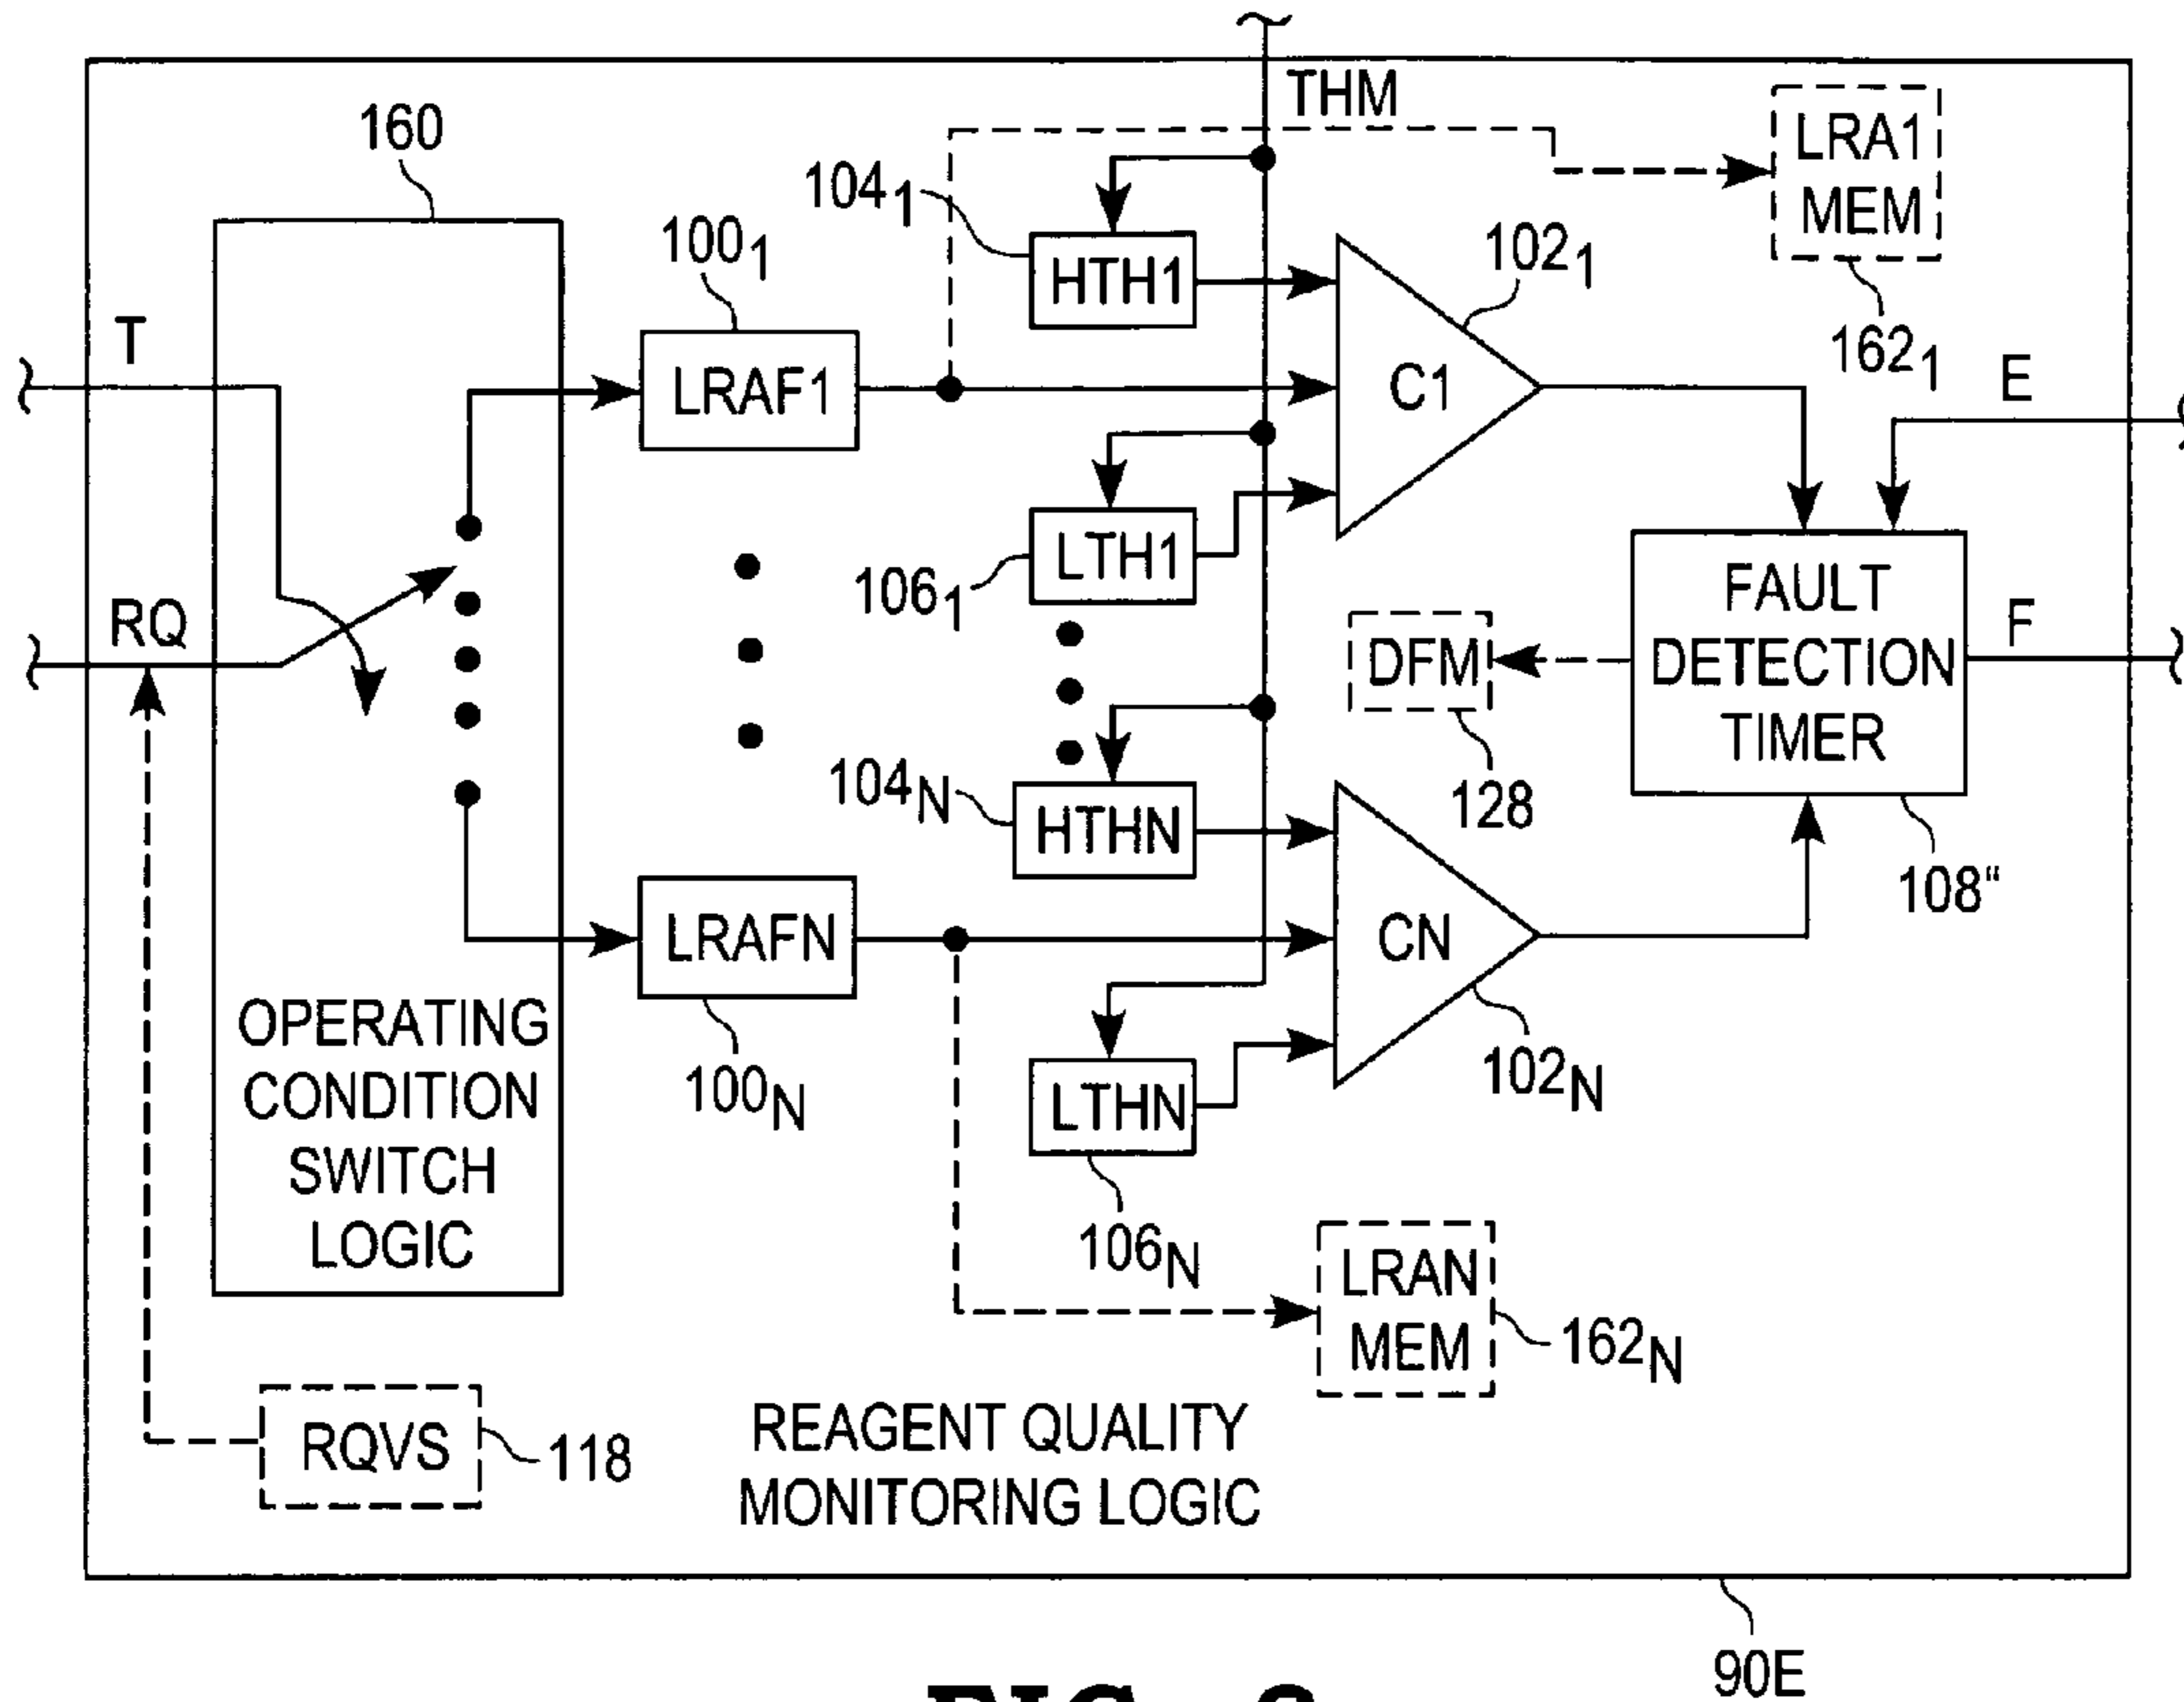 THM
160
LRA1
MEM
104₁
100₁
HTH1
102₁
162₁
T
E
LRAF1
C1
LTH1
106₁
RQ
FAULT
DETECTION
TIMER
F
DFM
128
104N
HTHN
108"
LRAFN
CN
OPERATING
CONDITION
SWITCH
LOGIC
100N
102N
LTHN
106N
LRAN
MEM
162N
RQVS
118
REAGENT QUALITY
MONITORING LOGIC
90E